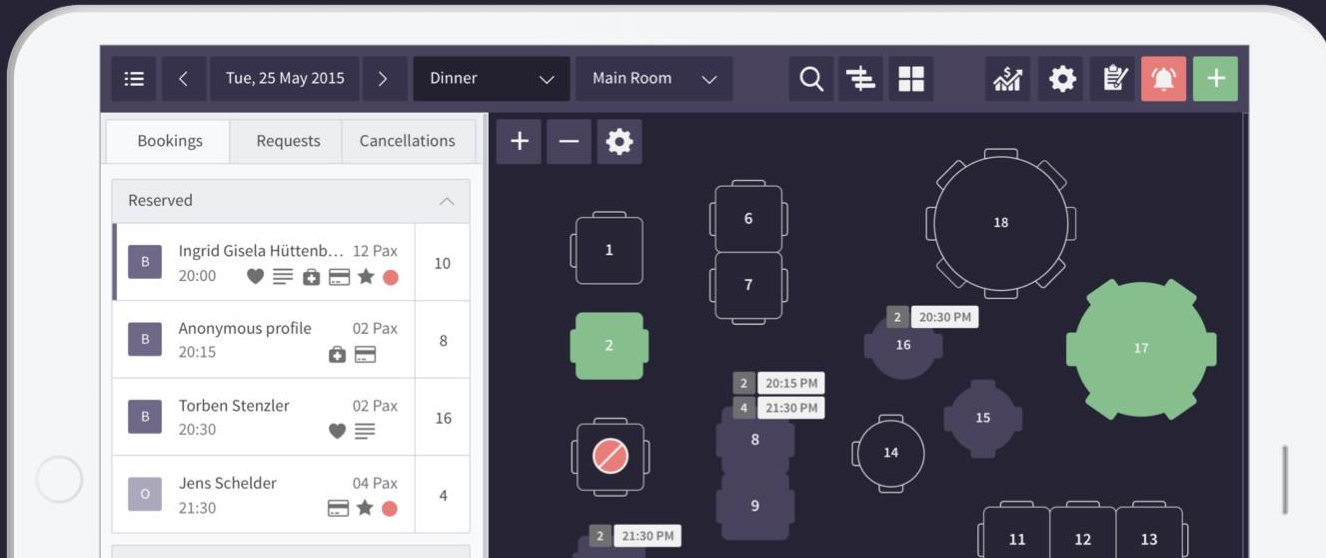 Tue, 25 May 2015 Dinner Main Room
Bookings Requests Cancellations
Reserved
B Ingrid Gisela Hüttenb... 12 Pax 10
20:00
B Anonymous profile 02 Pax 8
20:15
B Torben Stenzler 02 Pax 16
20:30
O Jens Schelder 04 Pax 4
21:30
1
2
6
7
18
2 20:30 PM
16
17
2 20:15 PM
4 21:30 PM
8
9
15
14
2 21:30 PM
11 12 13